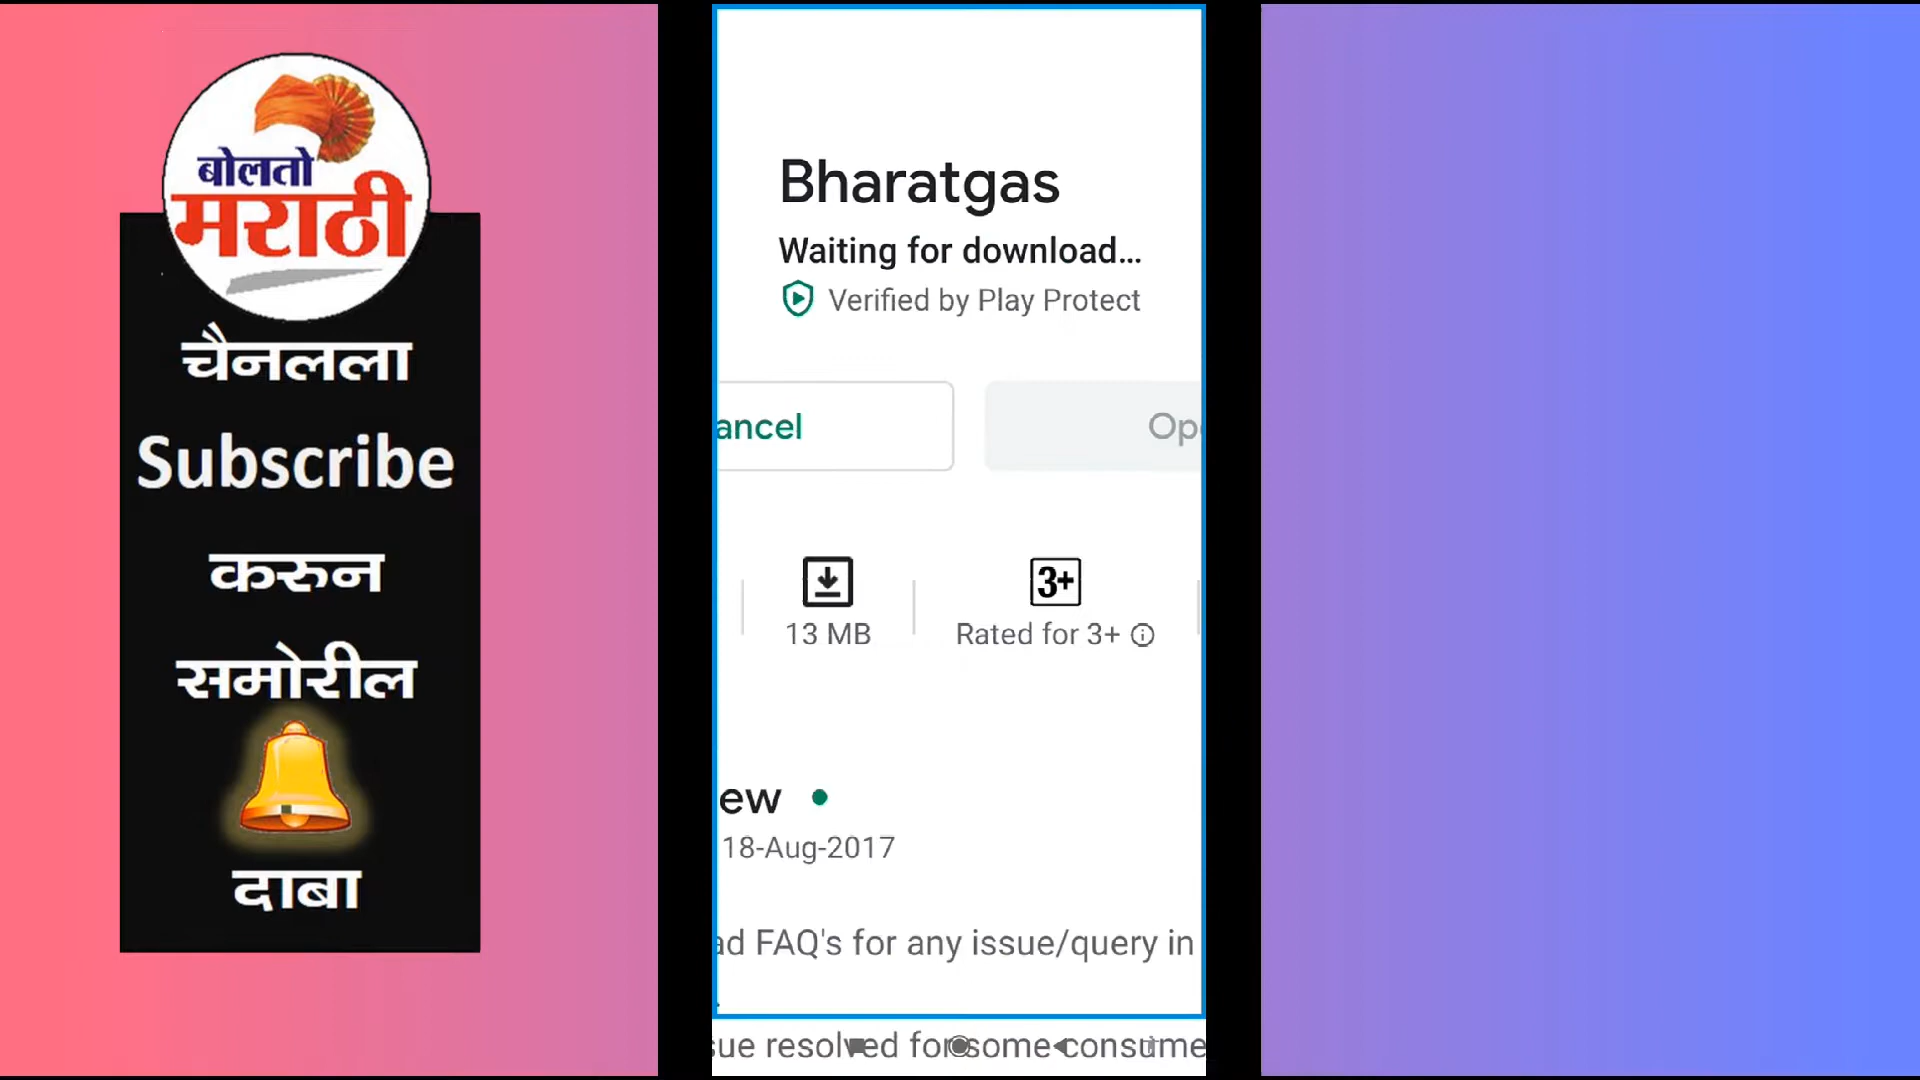 बोलतो
मराठी
चैनलला
Subscribe
करुन
समोरील
दाबा
Bharatgas
Waiting for download...
Verified by Play Protect
ancel
Ope
13 MB
3+
Rated for 3+
ew
18-Aug-2017
ad FAQ's for any issue/query in
sue resolved for some consume